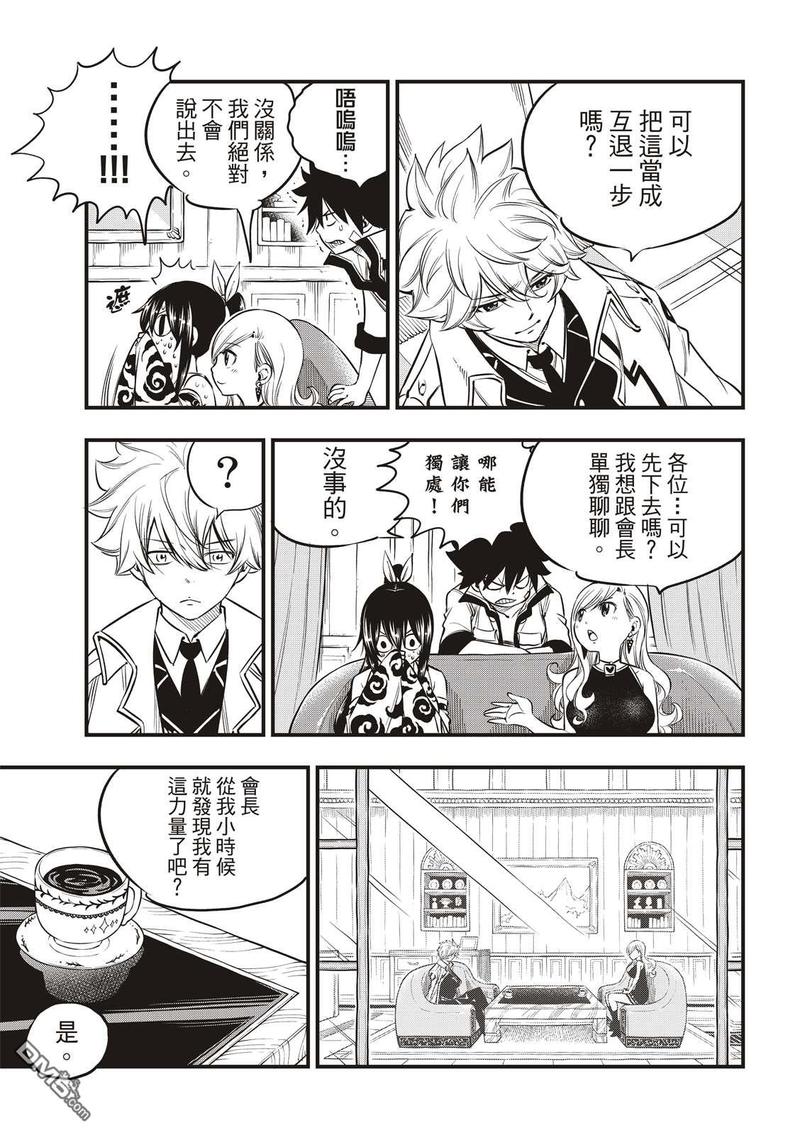 可以
把這當成
互退一步
嗎？
唔嗚嗚…
沒關係，
我們絕對
不會
說出去。
……!!!
遮
各位…可以
先下去嗎？
我想跟會長
單獨聊聊。
哪能
讓你們
獨處！
沒事的。
？
會長
從我小時候
就發現我有
這力量了吧？
是。
DM5.com